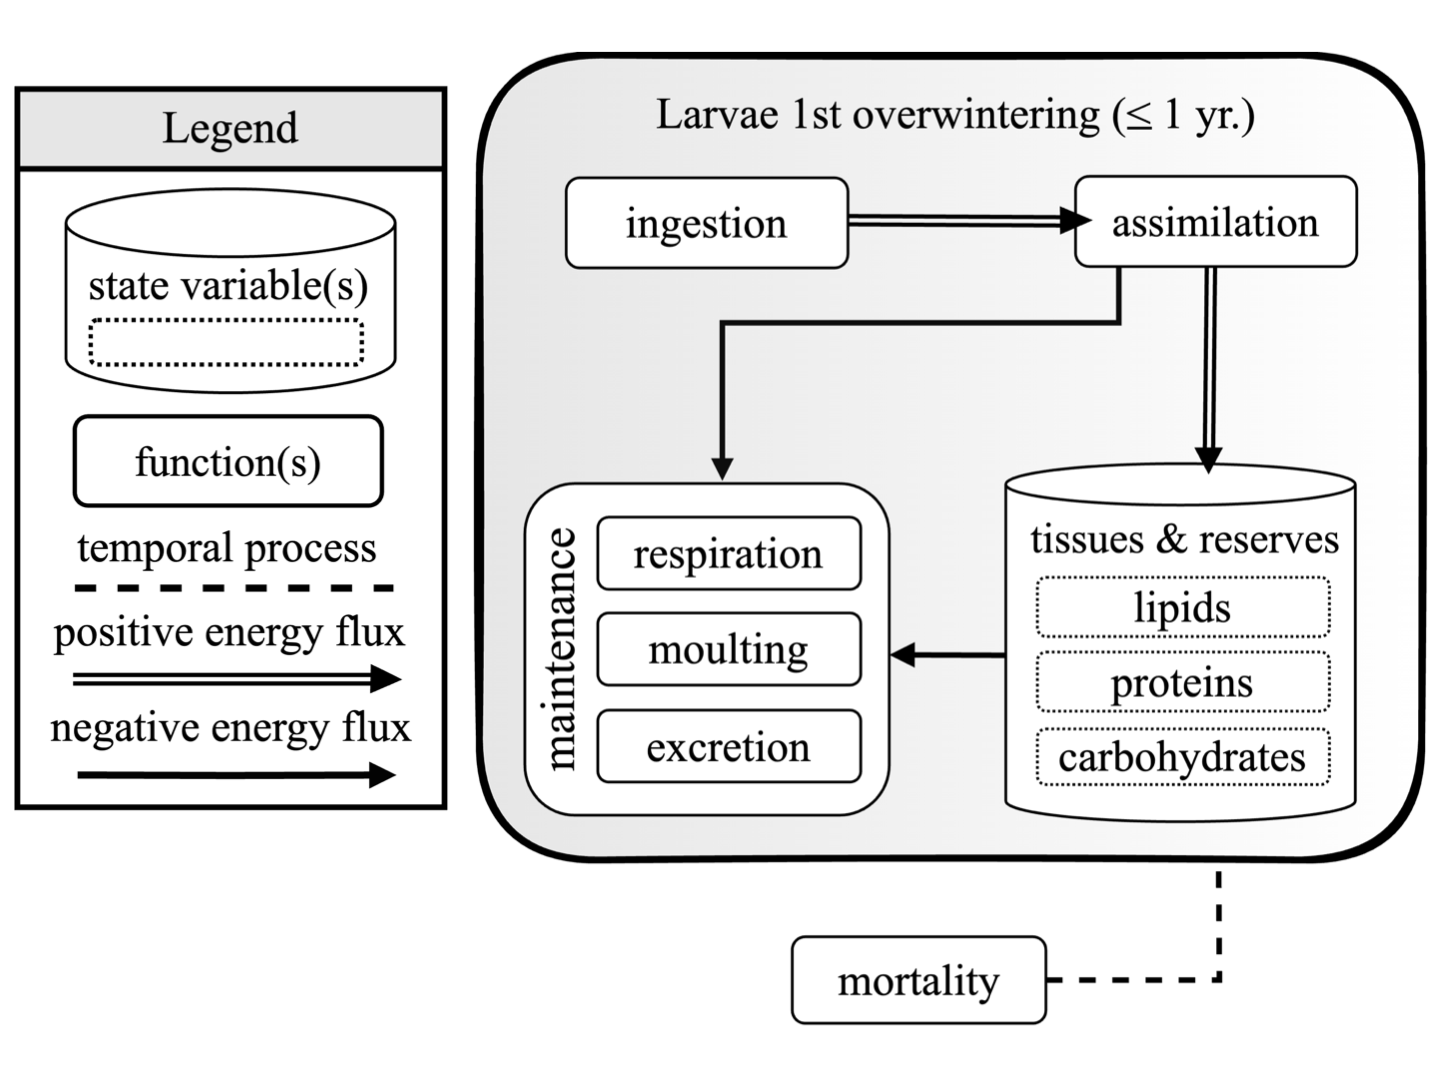 Legend
state variable(s)
function(s)
temporal process
positive energy flux
negative energy flux
Larvae 1st overwintering (≤ 1 yr.)
ingestion
assimilation
maintenance
respiration
moulting
excretion
tissues & reserves
lipids
proteins
carbohydrates
mortality